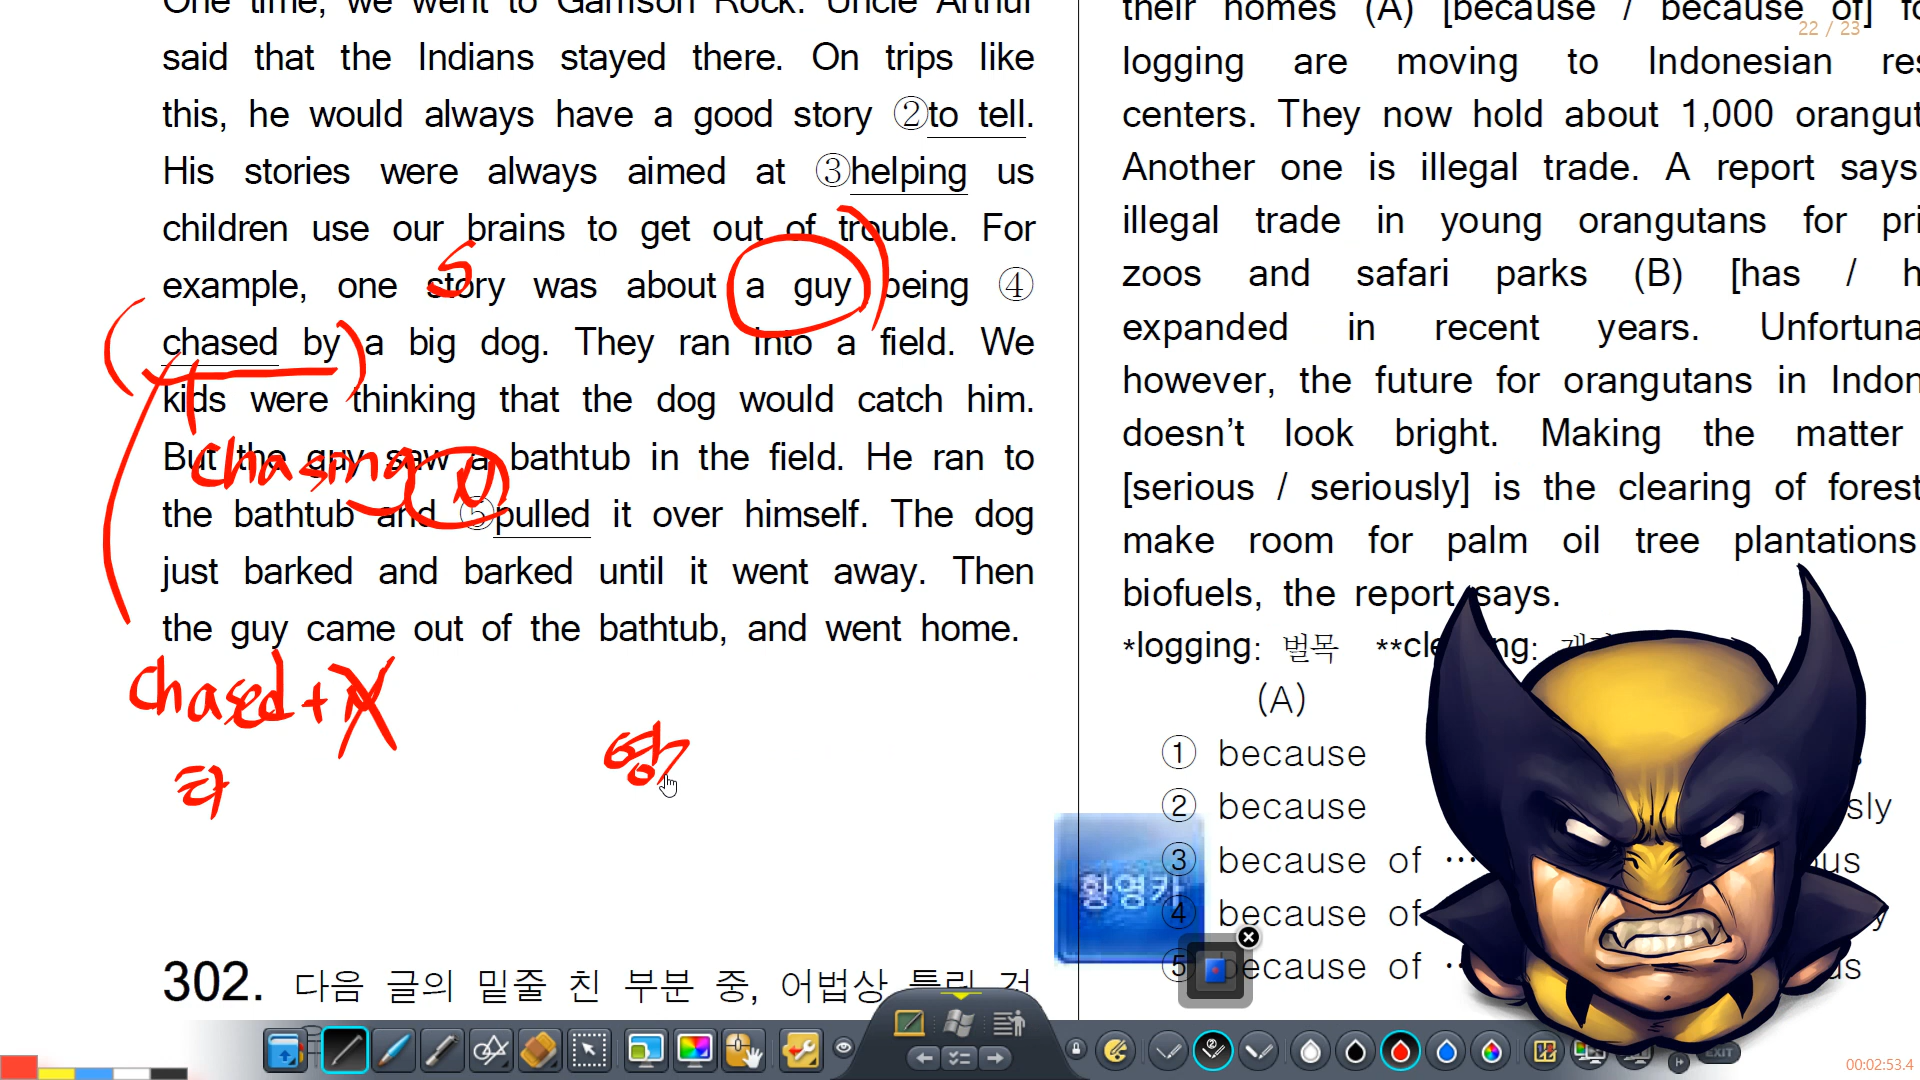 One time, we went to Garrison Rock. Uncle Arthur
said that the Indians stayed there. On trips like
this, he would always have a good story ②to tell.
His stories were always aimed at ③helping us
children use our brains to get out of trouble. For
example, one story was about a guy being ④
chased by a big dog. They ran into a field. We
kids were thinking that the dog would catch him.
But the guy saw a bathtub in the field. He ran to
the bathtub and ⑤pulled it over himself. The dog
just barked and barked until it went away. Then
the guy came out of the bathtub, and went home.
S
chasing
chased + N
302. 다음 글의 밑줄 친 부분 중, 어법상 틀린 것
their homes (A) [because / because of]
logging are moving to Indonesian
centers. They now hold about 1,000
Another one is illegal trade. A report says
illegal trade in young orangutans for
zoos and safari parks (B) [has /
expanded in recent years.
however, the future for orangutans in
doesn't look bright. Making the matter
[serious / seriously] is the clearing of
make room for palm oil tree plantations
biofuels, the report says.
*logging: 벌목
(A)
① because
② because
③ because of ···
④ because of
⑤ because of ··
22 / 23
EXIT
00:02:53.4